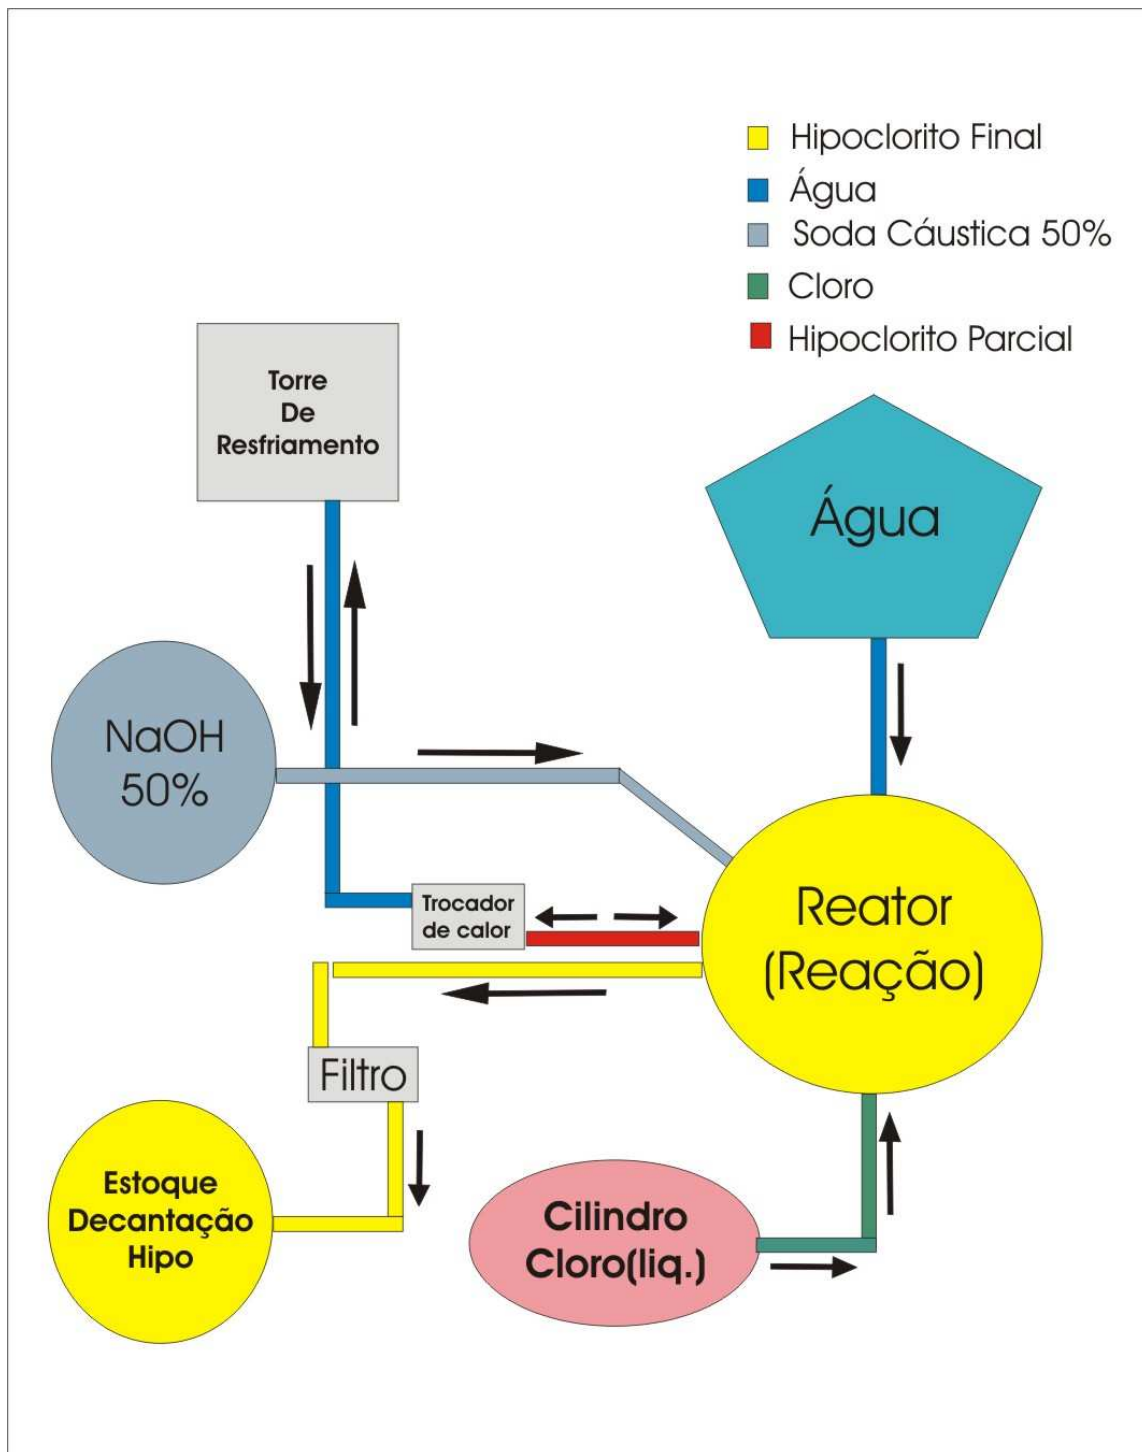 Hipoclorito Final
Água
Soda Cáustica 50%
Cloro
Hipoclorito Parcial
Torre
De
Resfriamento
Água
NaOH
50%
Trocador
de calor
Reator
(Reação)
Filtro
Estoque
Decantação
Hipo
Cilindro
Cloro(liq.)